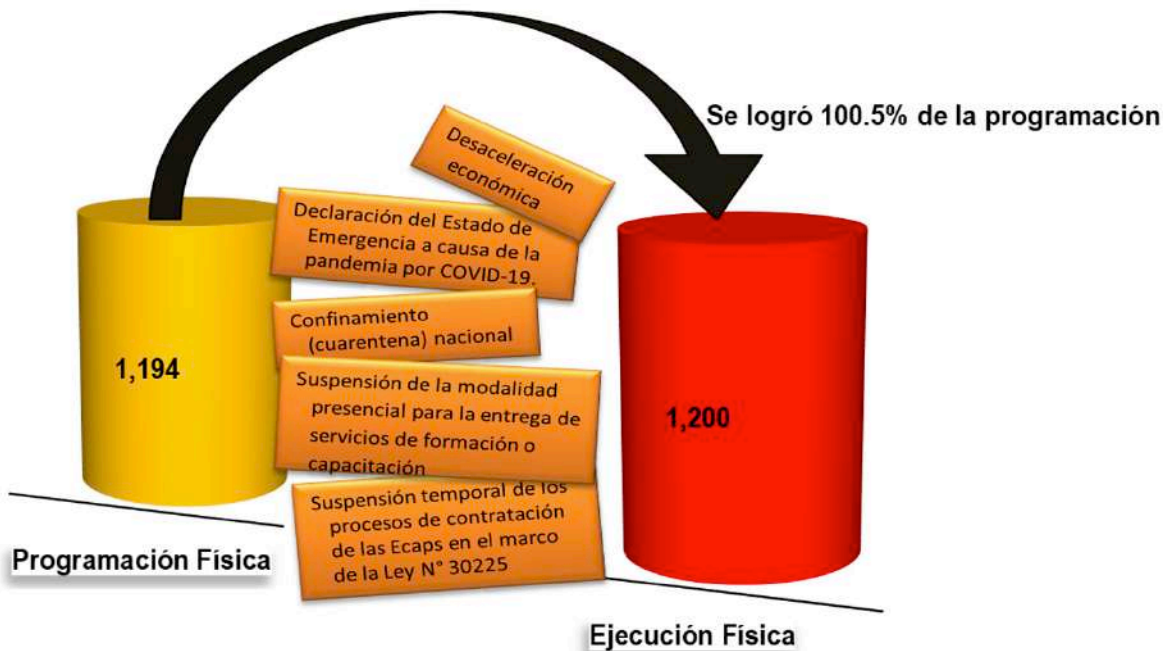 Se logró 100.5% de la programación
Desaceleración
económica
Declaración del Estado de
Emergencia a causa de la
pandemia por COVID-19.
Confinamiento
(cuarentena) nacional
1,194
Suspensión de la modalidad
presencial para la entrega de
servicios de formación o
capacitación
1,200
Suspensión temporal de los
procesos de contratación
de las Ecaps en el marco
de la Ley N° 30225
Programación Física
Ejecución Física